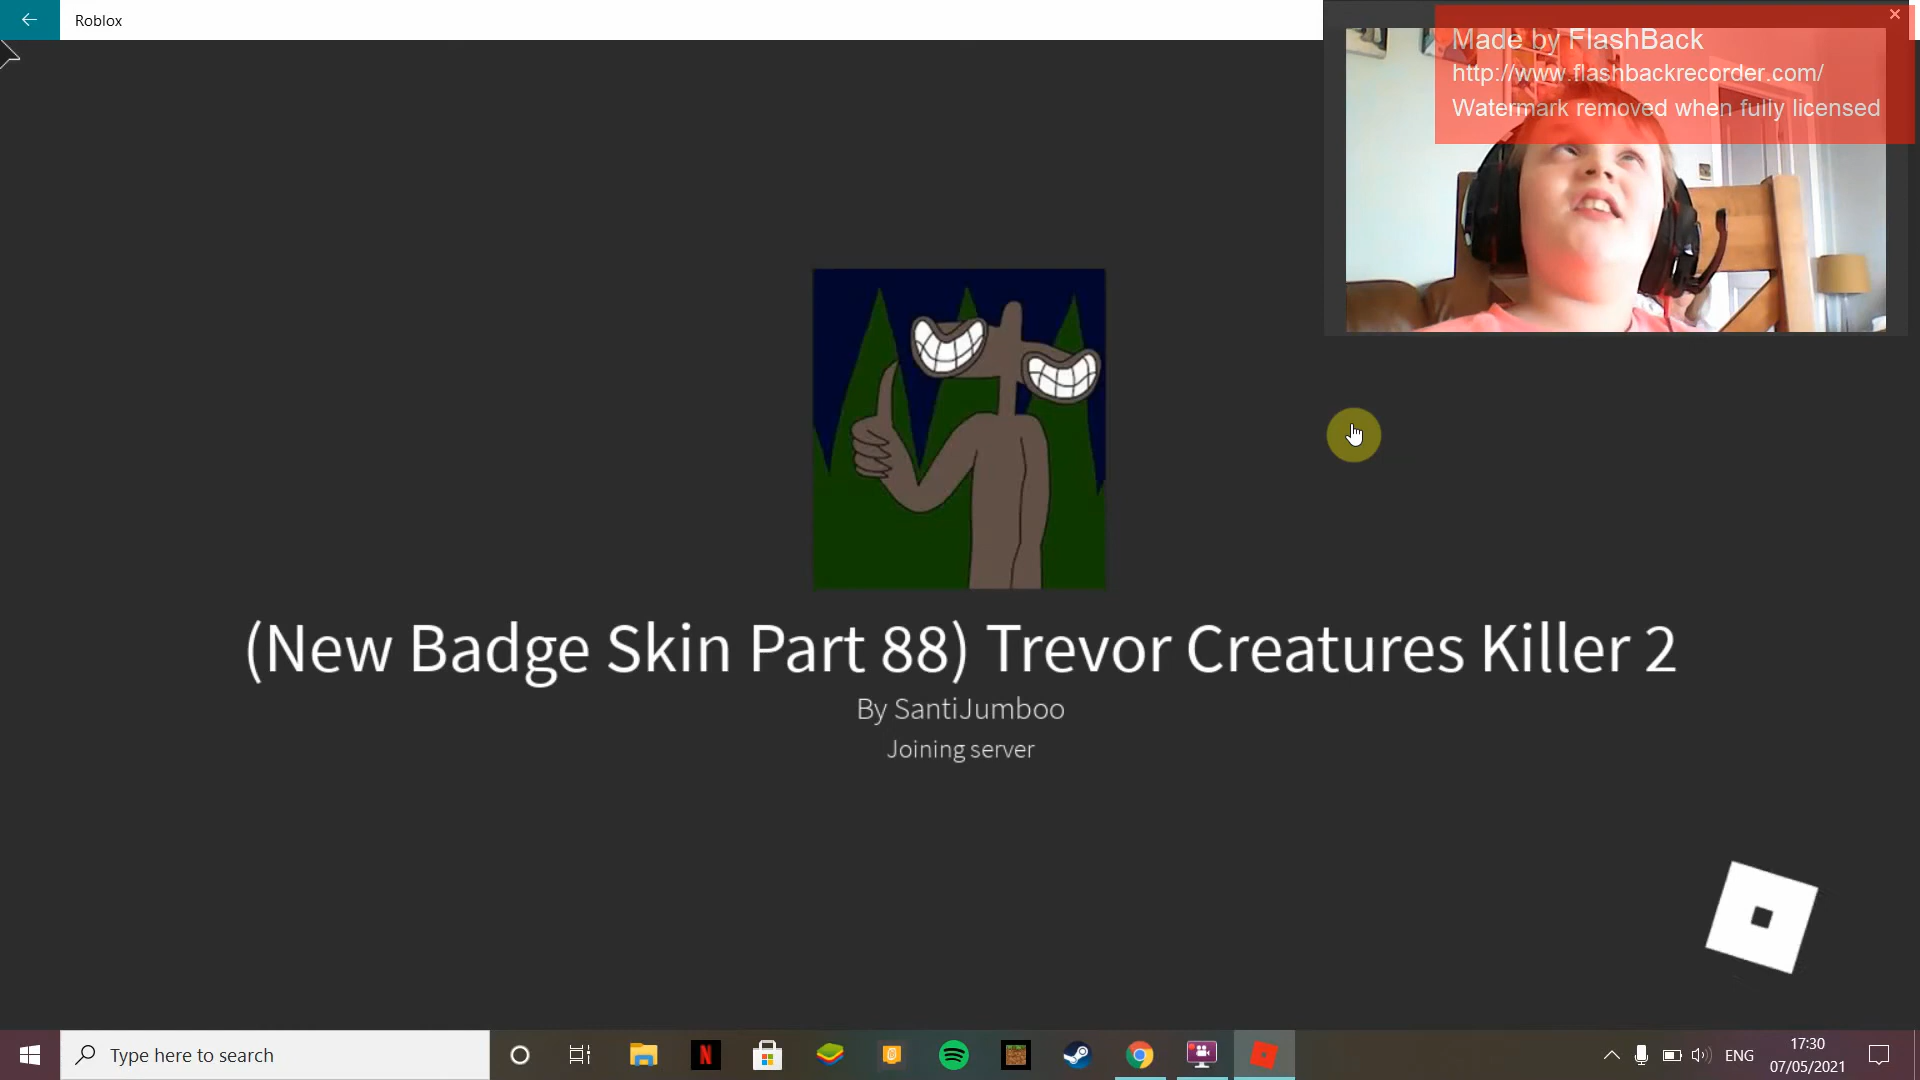 Roblox
Made by FlashBack
http://www.flashbackrecorder.com/
Watermark removed when fully licensed
(New Badge Skin Part 88) Trevor Creatures Killer 2
By SantiJumboo
Joining server
Type here to search
N
ENG
17:30
07/05/2021